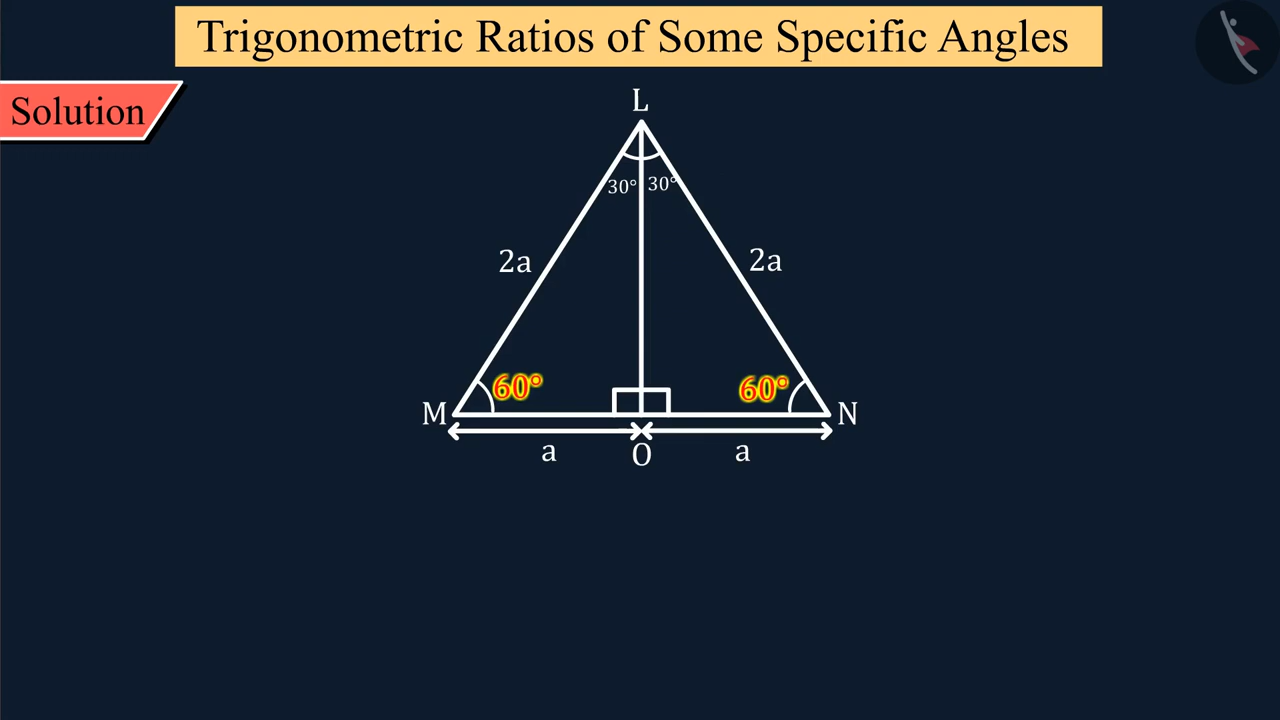 Trigonometric Ratios of Some Specific Angles
Solution
L
30° 30°
2a 2a
60° 60°
M N
a O a